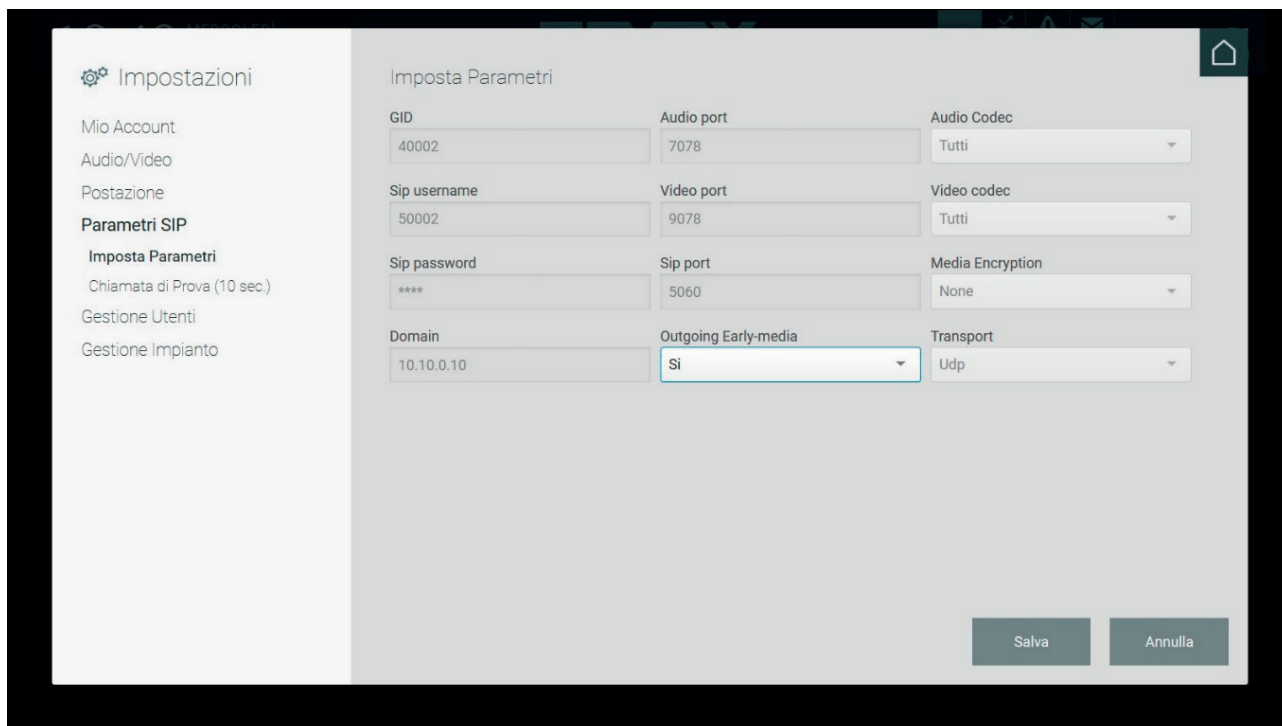 MERCOLEDÌ
Impostazioni
Mio Account
Audio/Video
Postazione
Parametri SIP
Imposta Parametri
Chiamata di Prova (10 sec.)
Gestione Utenti
Gestione Impianto
Imposta Parametri
GID
Audio port
Audio Codec
40002
7078
Tutti
Sip username
Video port
Video codec
50002
9078
Tutti
Sip password
Sip port
Media Encryption
****
5060
None
Domain
Outgoing Early-media
Transport
10.10.0.10
Si
Udp
Salva
Annulla